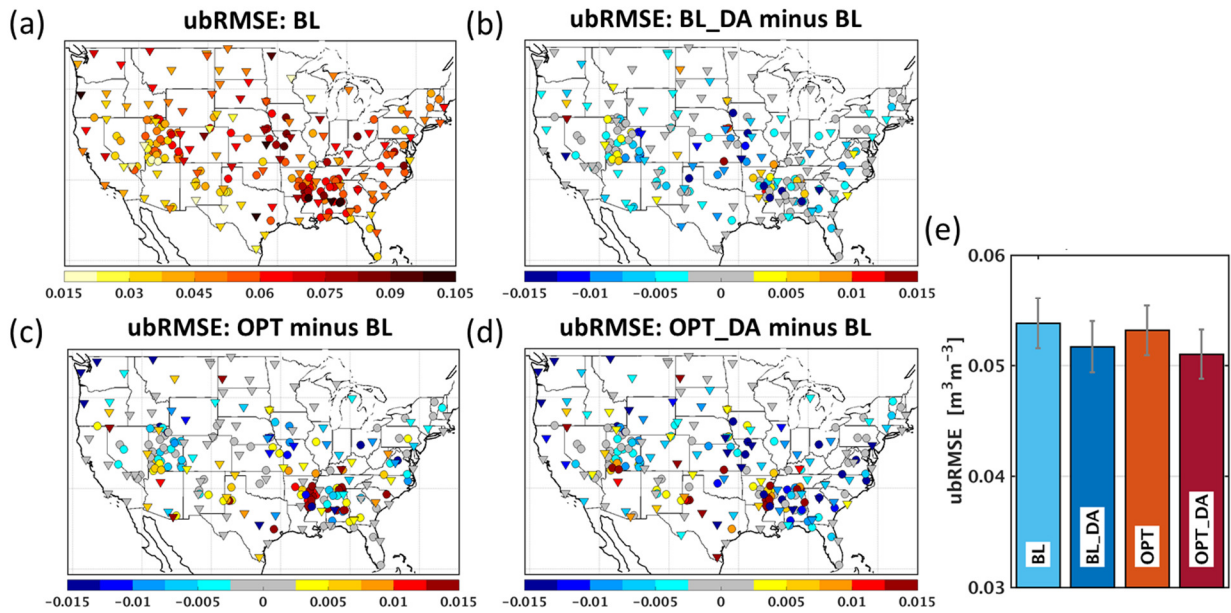 (a)
ubRMSE: BL
(b)
ubRMSE: BL_DA minus BL
0.015 0.03 0.045 0.06 0.075 0.09 0.105
−0.015 −0.01 −0.005 0 0.005 0.01 0.015
(c)
ubRMSE: OPT minus BL
(d)
ubRMSE: OPT_DA minus BL
−0.015 −0.01 −0.005 0 0.005 0.01 0.015
−0.015 −0.01 −0.005 0 0.005 0.01 0.015
(e)
0.06
0.05
0.04
0.03
ubRMSE [m³ m⁻³]
BL
BL_DA
OPT
OPT_DA